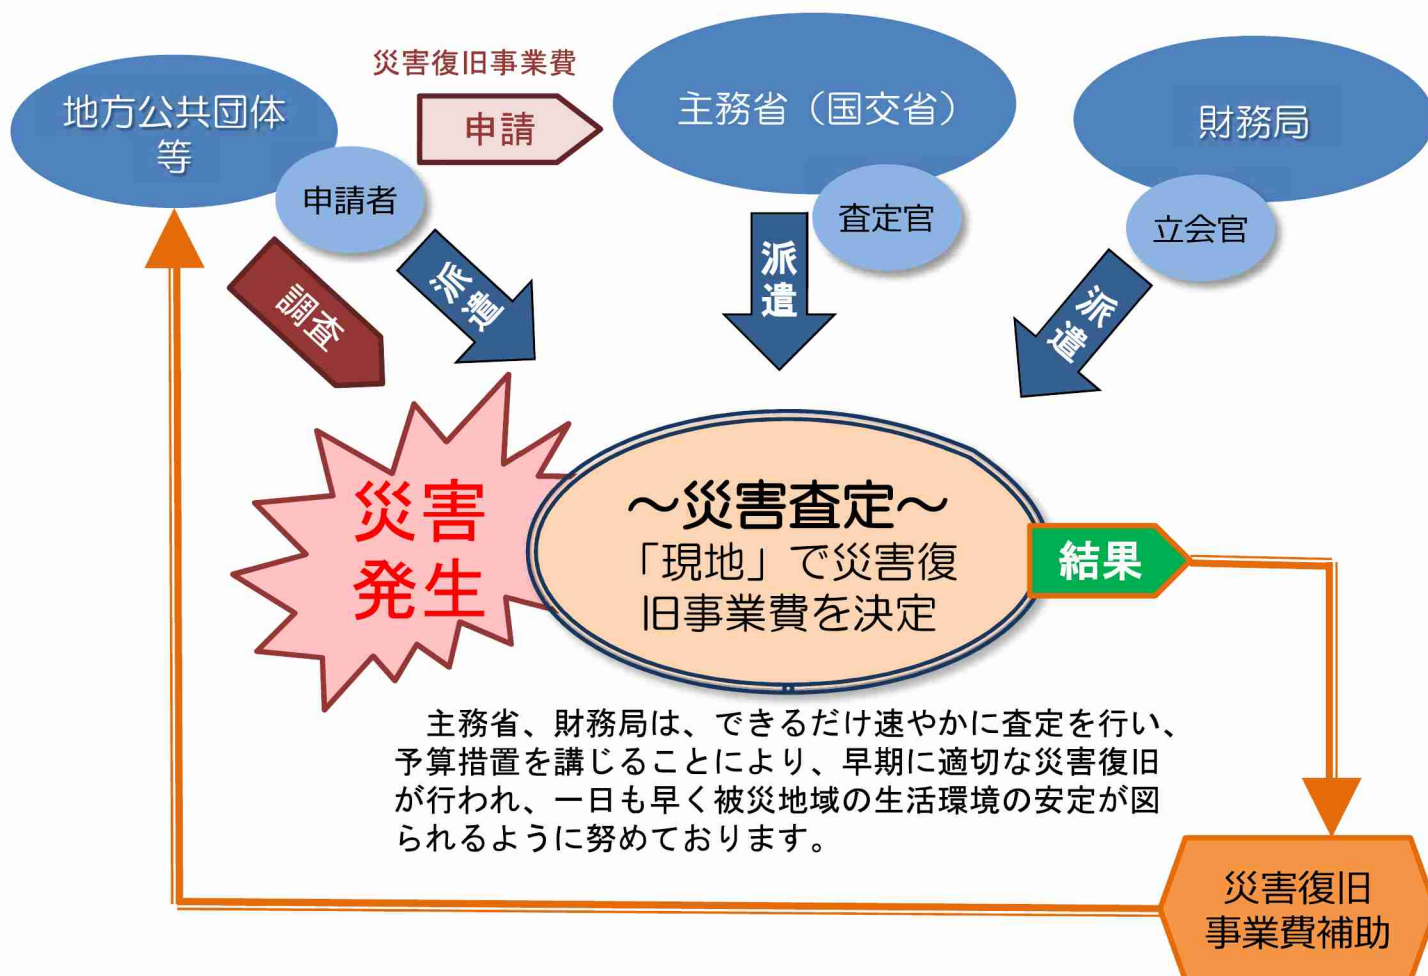 災害復旧事業費
地方公共団体
等
申請
主務省（国交省）
財務局
申請者
査定官
立会官
調査
派遣
派
遣
派遣
災害
発生
～災害査定～
「現地」で災害復
旧事業費を決定
結果
主務省、財務局は、できるだけ速やかに査定を行い、
予算措置を講じることにより、早期に適切な災害復旧
が行われ、一日も早く被災地域の生活環境の安定が図
られるように努めております。
災害復旧
事業費補助